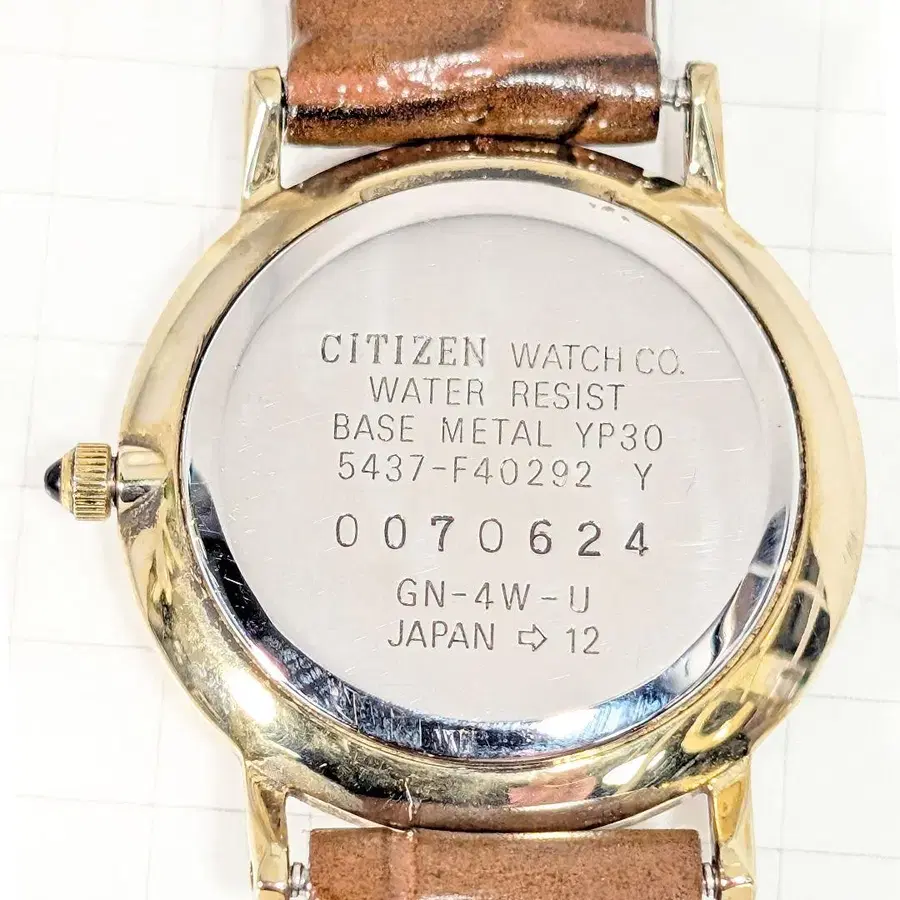 CITIZEN WATCH CO.
WATER RESIST
BASE METAL YP30
5437-F40292 Y
0070624
GN-4W-U
JAPAN ⇨ 12